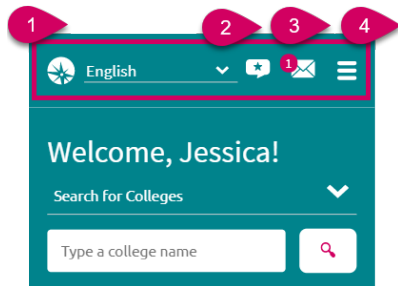 1 2 3 4
English 1
Welcome, Jessica!
Search for Colleges
Type a college name